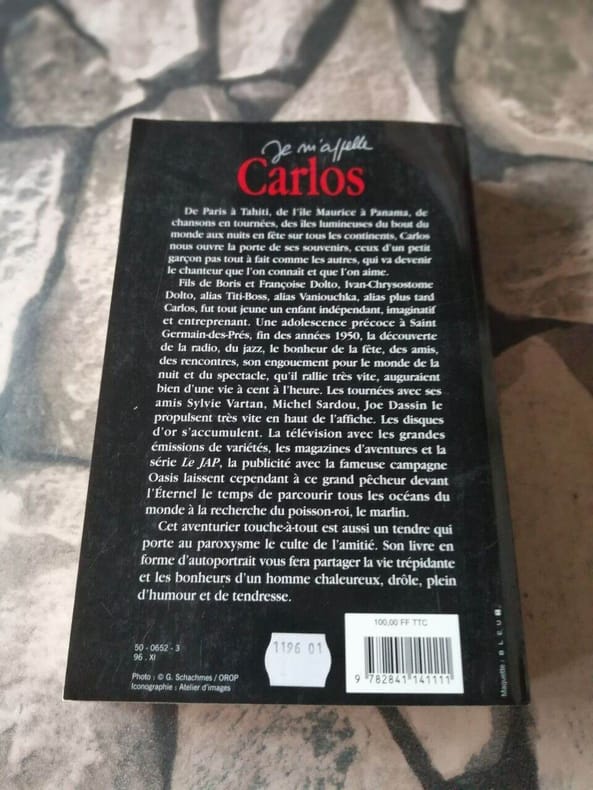 Je m'appelle
Carlos
De Paris à Tahiti, de l'île Maurice à Panama, de
chansons en tournées, des îles lumineuses du bout du
monde aux nuits en fête sur tous les continents, Carlos
nous ouvre la porte de ses souvenirs, ceux d'un petit
garçon pas tout à fait comme les autres, qui va devenir
le chanteur que l'on connaît et que l'on aime.
Fils de Boris et Françoise Dolto, Ivan-Chrysostome
Dolto, alias Titi-Boss, alias Vaniouchka, alias plus tard
Carlos, fut tout jeune un enfant indépendant, imaginatif
et entreprenant. Une adolescence précoce à Saint
Germain-des-Prés, fin des années 1950, la découverte
de la radio, du jazz, le bonheur de la fête, des amis,
des rencontres, son engouement pour le monde de la
nuit et du spectacle, qu'il rallie très vite, auguraient
bien d'une vie à cent à l'heure. Les tournées avec ses
amis Sylvie Vartan, Michel Sardou, Joe Dassin le
propulsent très vite en haut de l'affiche. Les disques
d'or s'accumulent. La télévision avec les grandes
émissions de variétés, les magazines d'aventures et la
série Le JAP, la publicité avec la fameuse campagne
Oasis laissent cependant à ce grand pêcheur devant
l'Éternel le temps de parcourir tous les océans du
monde à la recherche du poisson-roi, le marlin.
Cet aventurier touche-à-tout est aussi un tendre qui
porte au paroxysme le culte de l'amitié. Son livre en
forme d'autoportrait vous fera partager la vie trépidante
et les bonheurs d'un homme chaleureux, drôle, plein
d'humour et de tendresse.
50 - 0652 - 3
96 . XI
Photo : © G. Schachmes / OROP
Iconographie : Atelier d'images
1196 01
100,00 FF TTC
9 782841 141111
Maquette : BLEU T